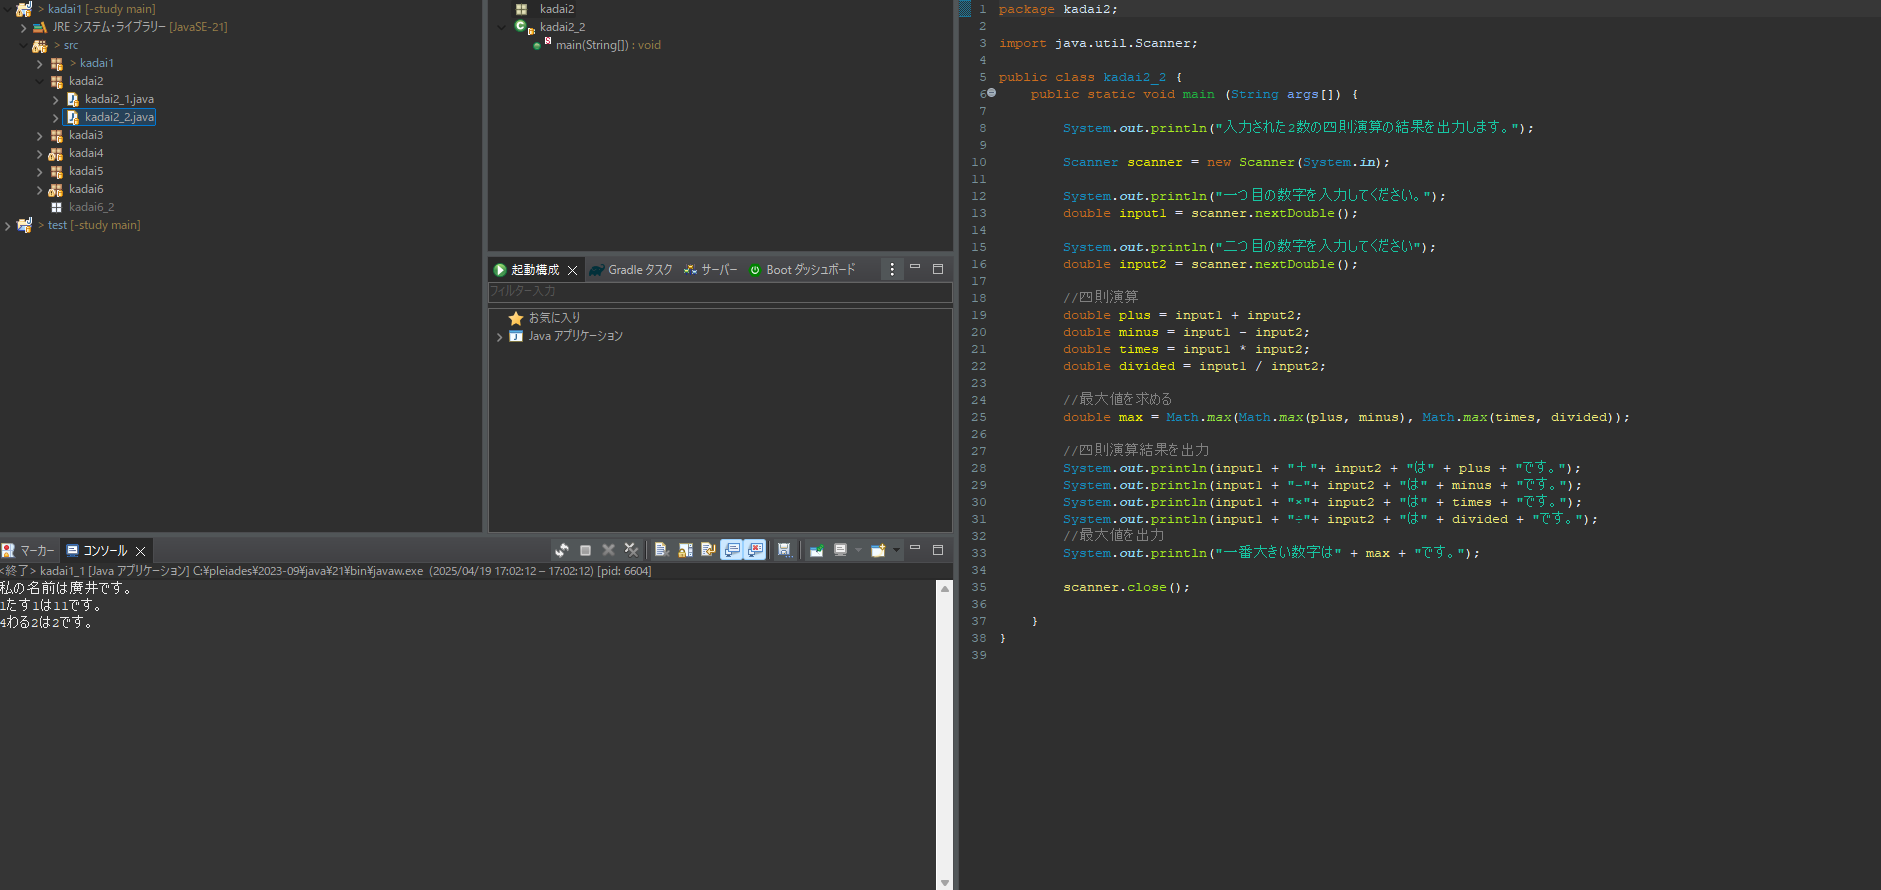 > kadai1 [-study main]
JRE システム・ライブラリー [JavaSE-21]
> src
> kadai1
kadai2
kadai2_1.java
kadai2_2.java
kadai3
kadai4
kadai5
kadai6
kadai6_2
> test [-study main]
kadai2
kadai2_2
main(String[]) : void
起動構成
Gradle タスク
サーバー
Boot ダッシュボード
フィルター入力
お気に入り
Java アプリケーション
マーカー
コンソール
<終了> kadai1_1 [Java アプリケーション] C:¥pleiades¥2023-09¥java¥21¥bin¥javaw.exe (2025/04/19 17:02:12 – 17:02:12) [pid: 6604]
私の名前は廣井です。
1たす1は11です。
4わる2は2です。
1 package kadai2;
2
3 import java.util.Scanner;
4
5 public class kadai2_2 {
6 public static void main (String args[]) {
7
8 System.out.println("入力された2数の四則演算の結果を出力します。");
9
10 Scanner scanner = new Scanner(System.in);
11
12 System.out.println("一つ目の数字を入力してください。");
13 double input1 = scanner.nextDouble();
14
15 System.out.println("二つ目の数字を入力してください");
16 double input2 = scanner.nextDouble();
17
18 //四則演算
19 double plus = input1 + input2;
20 double minus = input1 - input2;
21 double times = input1 * input2;
22 double divided = input1 / input2;
23
24 //最大値を求める
25 double max = Math.max(Math.max(plus, minus), Math.max(times, divided));
26
27 //四則演算結果を出力
28 System.out.println(input1 + "＋"+ input2 + "は" + plus + "です。");
29 System.out.println(input1 + "-"+ input2 + "は" + minus + "です。");
30 System.out.println(input1 + "×"+ input2 + "は" + times + "です。");
31 System.out.println(input1 + "÷"+ input2 + "は" + divided + "です。");
32 //最大値を出力
33 System.out.println("一番大きい数字は" + max + "です。");
34
35 scanner.close();
36
37 }
38 }
39